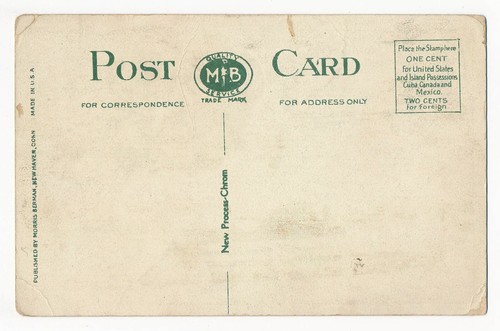 POST CARD
QUALITY
M B
SERVICE
TRADE MARK
FOR CORRESPONDENCE
FOR ADDRESS ONLY
Place the Stamp here
ONE CENT
for United States
and Island Possessions
Cuba Canada and
Mexico.
TWO CENTS
for Foreign
New Process-Chrom
PUBLISHED BY MORRIS BERMAN, NEW HAVEN, CONN MADE IN U.S.A